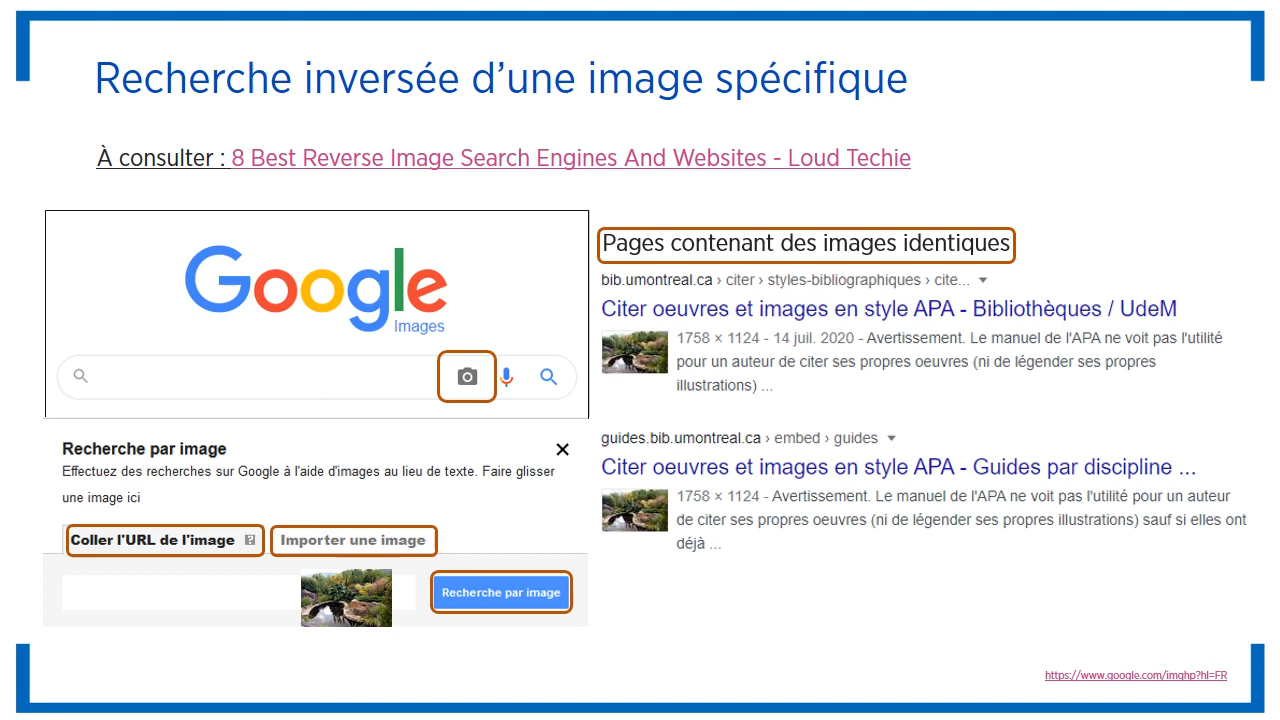 Recherche inversée d’une image spécifique
À consulter : 8 Best Reverse Image Search Engines And Websites - Loud Techie
Google
Images
Recherche par image
Effectuez des recherches sur Google à l'aide d'images au lieu de texte. Faire glisser
une image ici
Coller l'URL de l'image ?
Importer une image
Recherche par image
Pages contenant des images identiques
bib.umontreal.ca › citer › styles-bibliographiques › cite...
Citer oeuvres et images en style APA - Bibliothèques / UdeM
1758 × 1124 - 14 juil. 2020 - Avertissement. Le manuel de l'APA ne voit pas l'utilité
pour un auteur de citer ses propres oeuvres (ni de légender ses propres
illustrations) ...
guides.bib.umontreal.ca › embed › guides
Citer oeuvres et images en style APA - Guides par discipline ...
1758 × 1124 - Avertissement. Le manuel de l'APA ne voit pas l'utilité pour un auteur
de citer ses propres oeuvres (ni de légender ses propres illustrations) sauf si elles ont
déjà ...
https://www.google.com/imghp?hl=FR